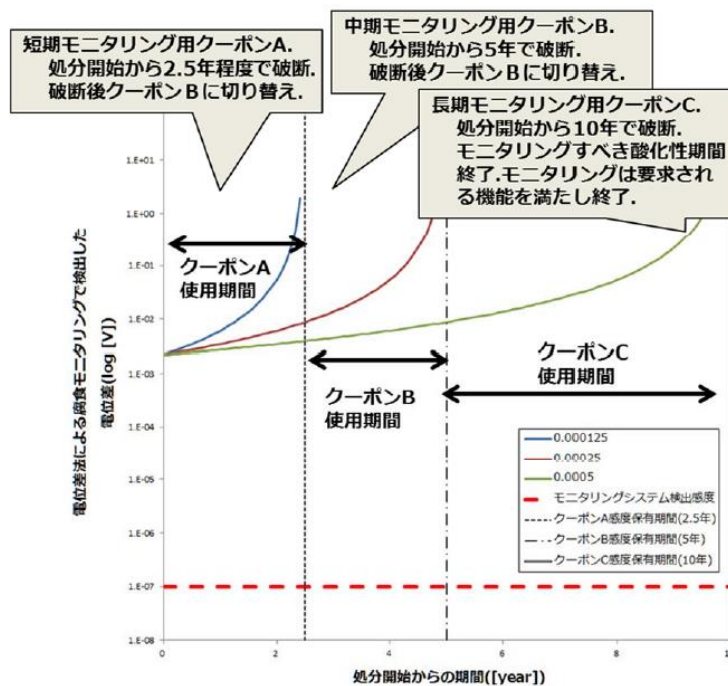 短期モニタリング用クーポンA.
処分開始から2.5年程度で破断.
破断後クーポンBに切り替え.
中期モニタリング用クーポンB.
処分開始から5年で破断.
破断後クーポンBに切り替え.
長期モニタリング用クーポンC.
処分開始から10年で破断.
モニタリングすべき酸化性期間
終了.モニタリングは要求され
る機能を満たし終了.
電位差法による腐食モニタリングで検出した
電位差(log [V])
1.E+01
1.E+00
1.E-01
1.E-02
1.E-03
1.E-04
1.E-05
1.E-06
1.E-07
1.E-08
クーポンA
使用期間
クーポンB
使用期間
クーポンC
使用期間
0.000125
0.00025
0.0005
モニタリングシステム検出感度
クーポンA感度保有期間(2.5年)
クーポンB感度保有期間(5年)
クーポンC感度保有期間(10年)
0 2 4 6 8
処分開始からの期間([year])